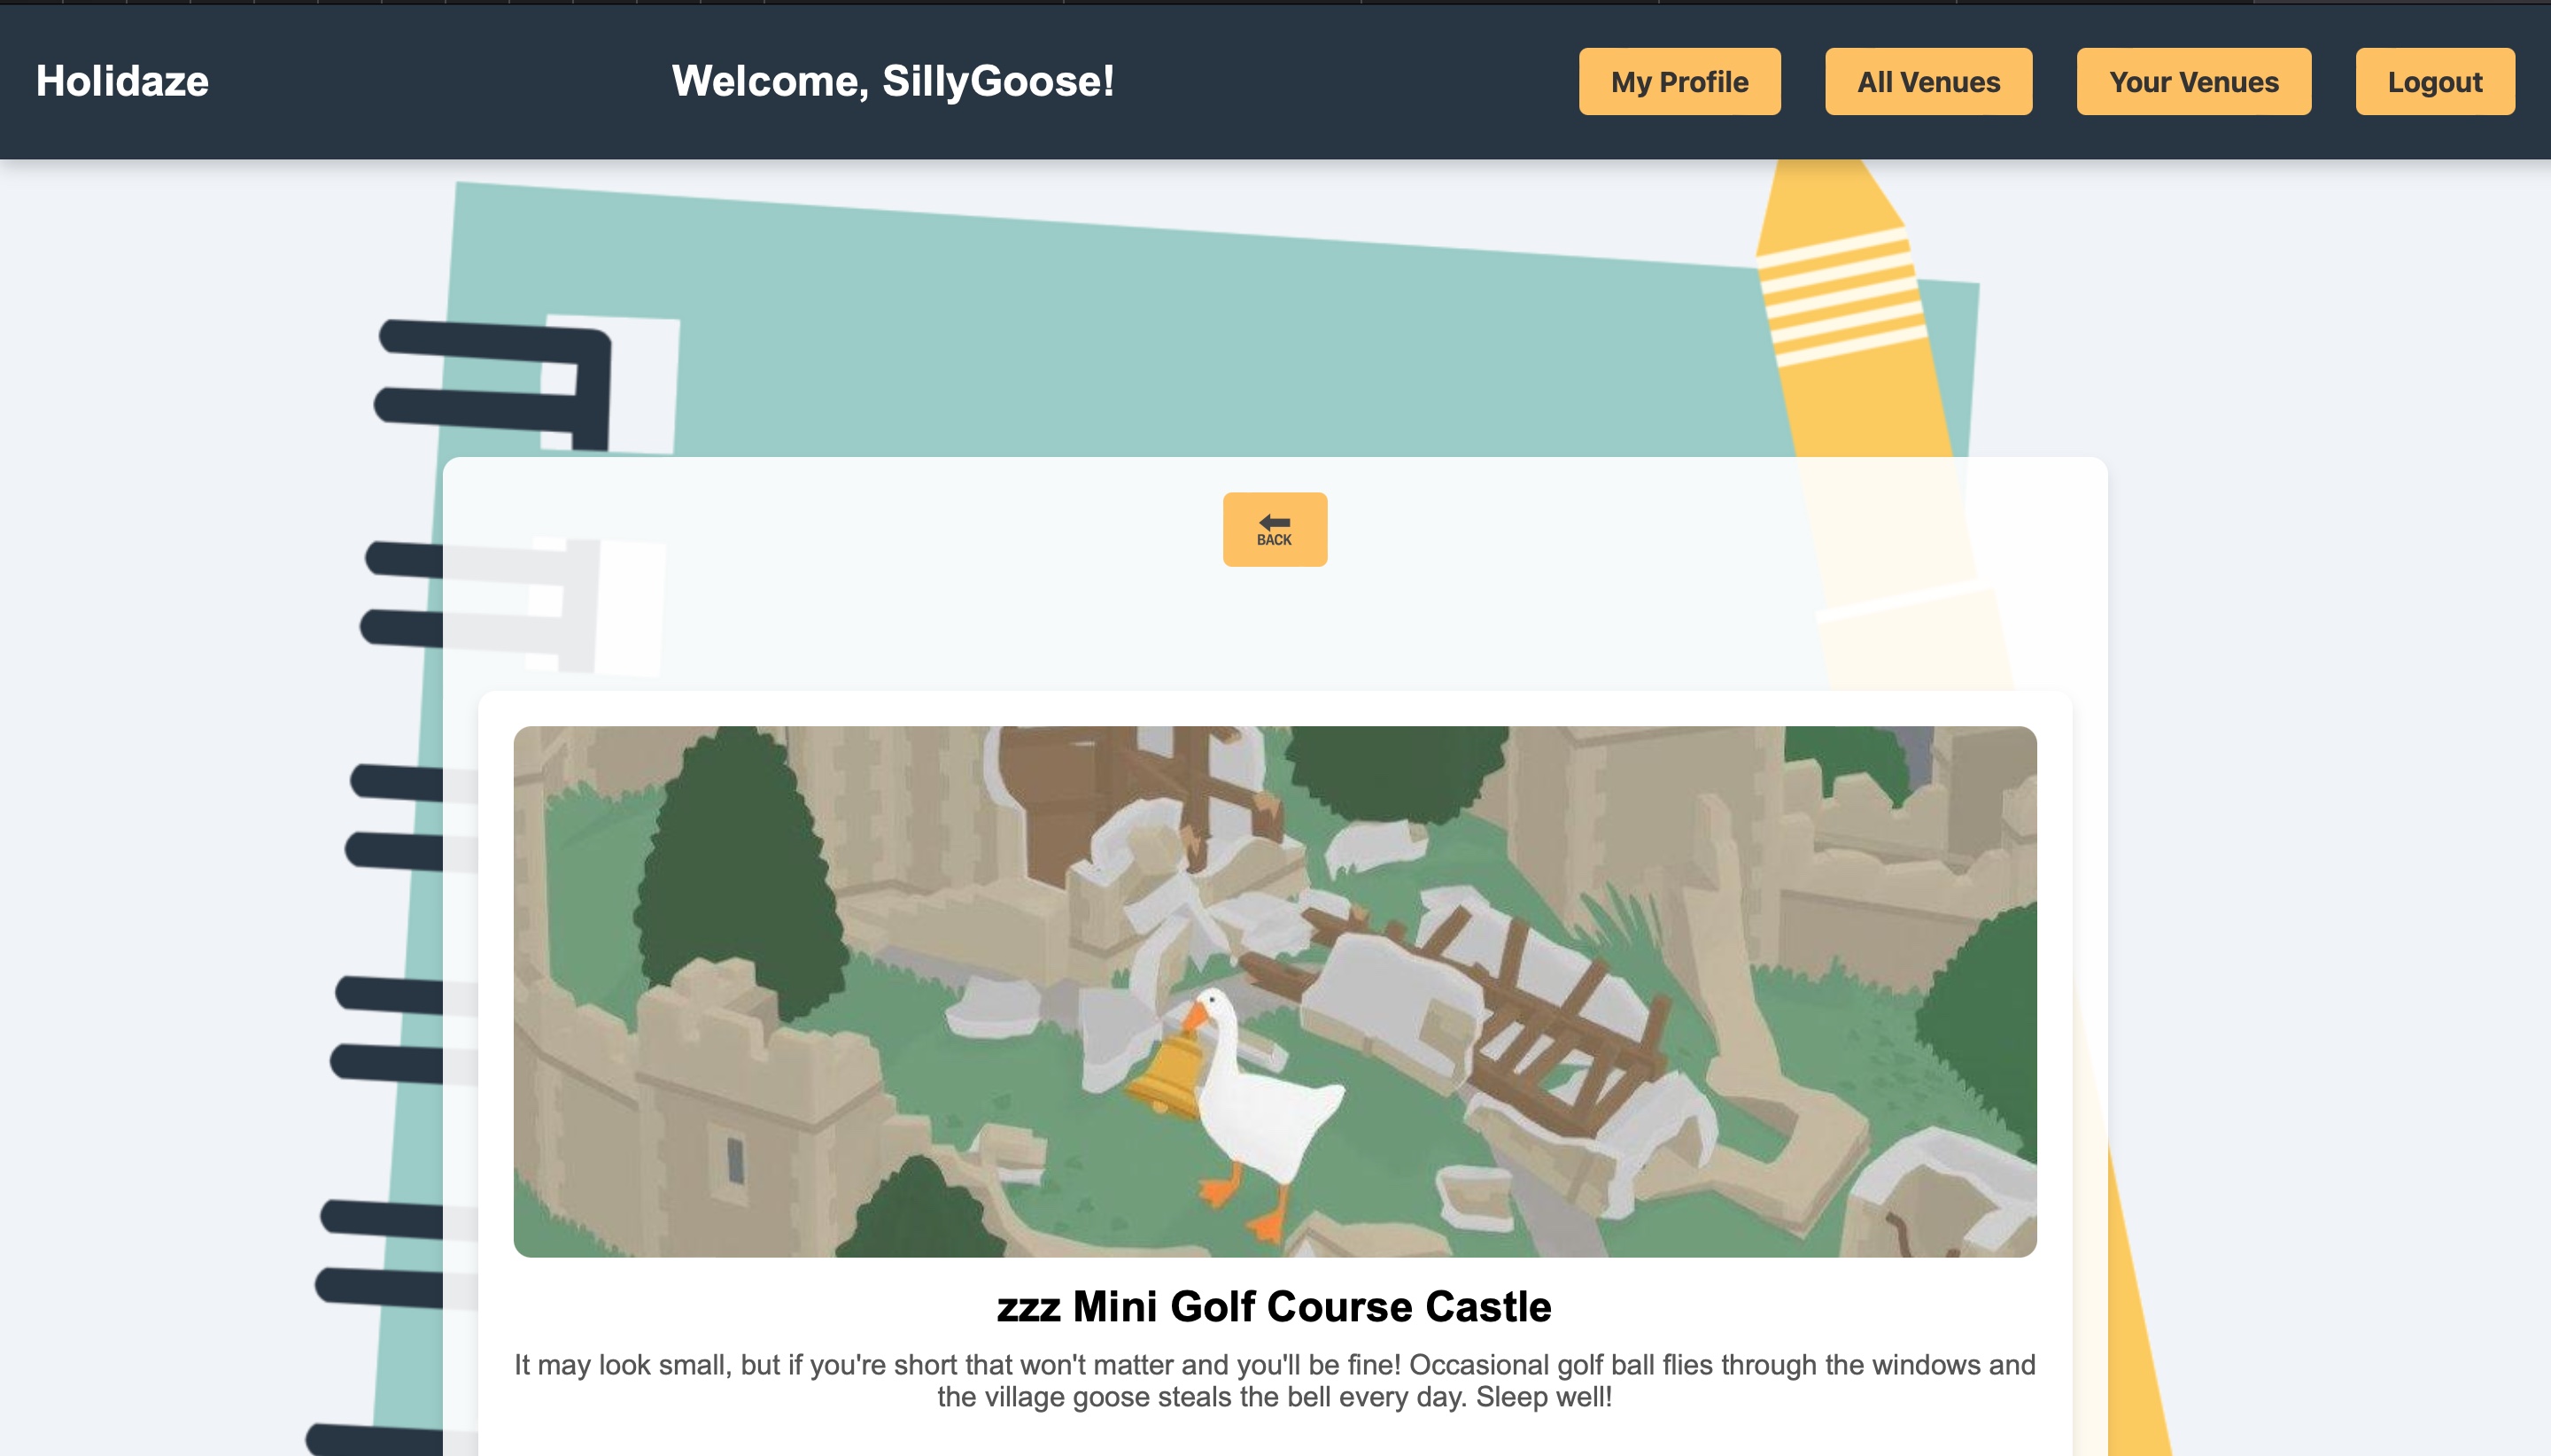 Holidaze
Welcome, SillyGoose!
My Profile
All Venues
Your Venues
Logout
BACK
zzz Mini Golf Course Castle
It may look small, but if you're short that won't matter and you'll be fine! Occasional golf ball flies through the windows and
the village goose steals the bell every day. Sleep well!